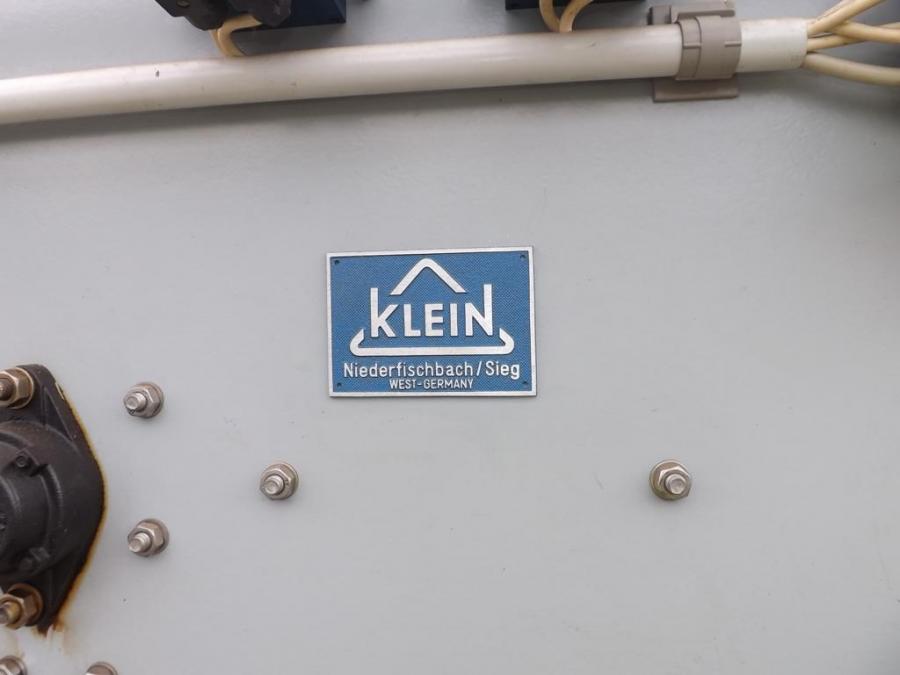 KLEIN
Niederfischbach/Sieg
WEST-GERMANY